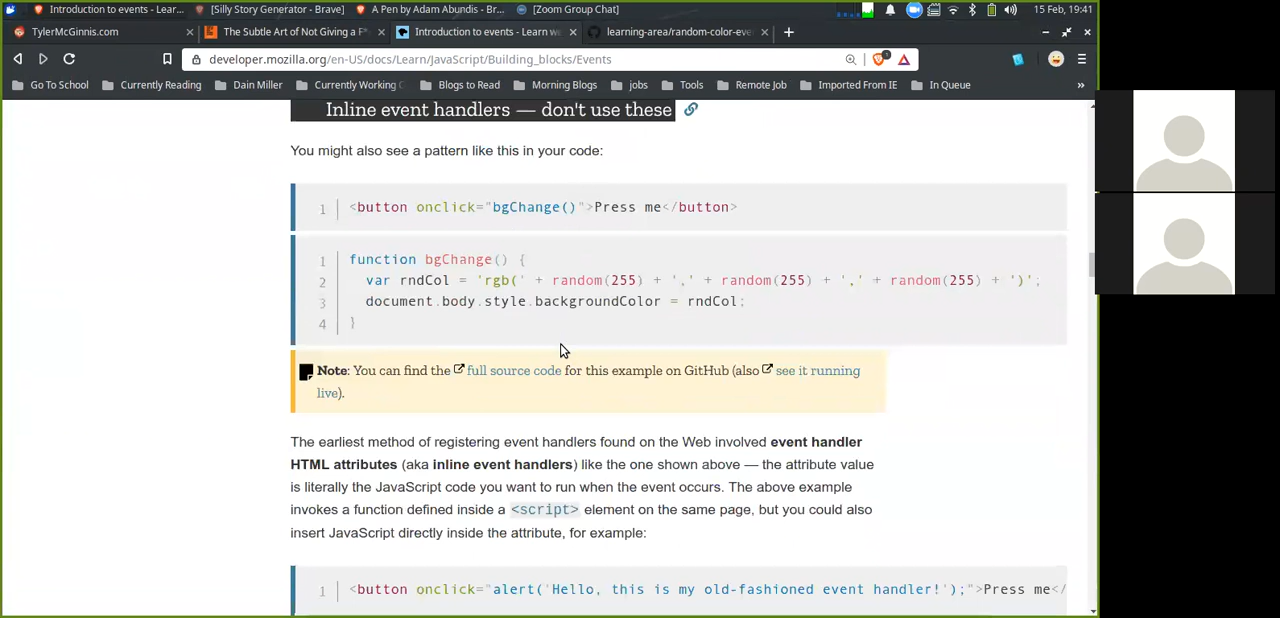 Introduction to events - Lear...
[Silly Story Generator - Brave]
A Pen by Adam Abundis - Br...
[Zoom Group Chat]
15 Feb, 19:41
TylerMcGinnis.com
The Subtle Art of Not Giving a F*
Introduction to events - Learn w
learning-area/random-color-eve
developer.mozilla.org/en-US/docs/Learn/JavaScript/Building_blocks/Events
1
Go To School
Currently Reading
Dain Miller
Currently Working
Blogs to Read
Morning Blogs
jobs
Tools
Remote Job
Imported From IE
In Queue
»
Inline event handlers — don't use these
You might also see a pattern like this in your code:
1 <button onclick="bgChange()">Press me</button>
1 function bgChange() {
2 var rndCol = 'rgb(' + random(255) + ',' + random(255) + ',' + random(255) + ')';
3 document.body.style.backgroundColor = rndCol;
4 }
Note: You can find the full source code for this example on GitHub (also see it running
live).
The earliest method of registering event handlers found on the Web involved event handler
HTML attributes (aka inline event handlers) like the one shown above — the attribute value
is literally the JavaScript code you want to run when the event occurs. The above example
invokes a function defined inside a <script> element on the same page, but you could also
insert JavaScript directly inside the attribute, for example:
1 <button onclick="alert('Hello, this is my old-fashioned event handler!');">Press me</